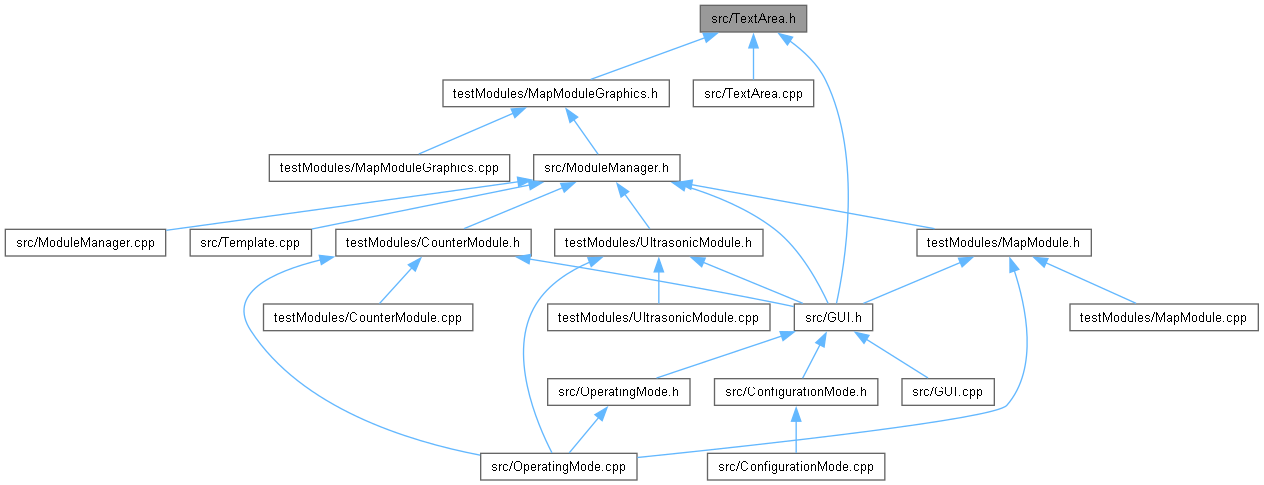 src/TextArea.h
testModules/MapModuleGraphics.h
src/TextArea.cpp
testModules/MapModuleGraphics.cpp
src/ModuleManager.h
src/ModuleManager.cpp
src/Template.cpp
testModules/CounterModule.h
testModules/UltrasonicModule.h
testModules/MapModule.h
testModules/CounterModule.cpp
testModules/UltrasonicModule.cpp
src/GUI.h
testModules/MapModule.cpp
src/OperatingMode.h
src/ConfigurationMode.h
src/GUI.cpp
src/OperatingMode.cpp
src/ConfigurationMode.cpp